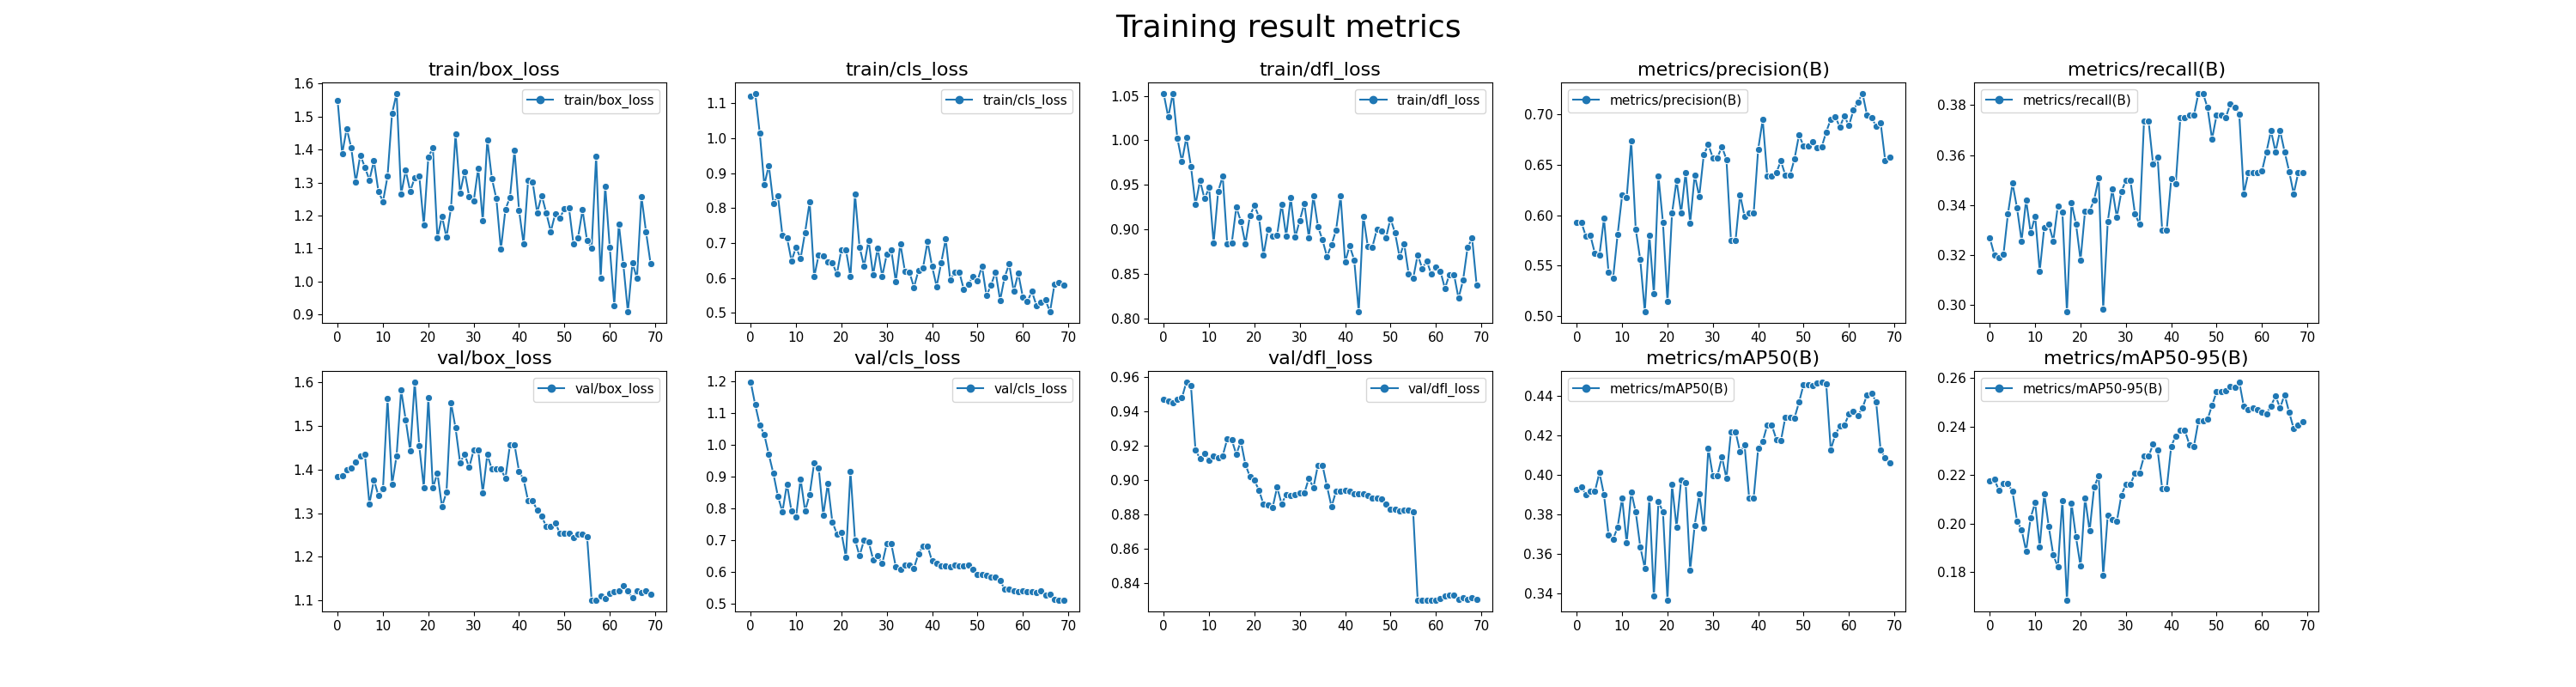 Training result metrics
train/box_loss
train/cls_loss
train/dfl_loss
metrics/precision(B)
metrics/recall(B)
1.6
1.5
1.4
1.3
1.2
1.1
1.0
0.9
train/box_loss
0 10 20 30 40 50 60 70
1.1
1.0
0.9
0.8
0.7
0.6
0.5
train/cls_loss
0 10 20 30 40 50 60 70
1.05
1.00
0.95
0.90
0.85
0.80
train/dfl_loss
0 10 20 30 40 50 60 70
0.70
0.65
0.60
0.55
0.50
metrics/precision(B)
0 10 20 30 40 50 60 70
0.38
0.36
0.34
0.32
0.30
metrics/recall(B)
0 10 20 30 40 50 60 70
val/box_loss
val/cls_loss
val/dfl_loss
metrics/mAP50(B)
metrics/mAP50-95(B)
1.6
1.5
1.4
1.3
1.2
1.1
val/box_loss
0 10 20 30 40 50 60 70
1.2
1.1
1.0
0.9
0.8
0.7
0.6
0.5
val/cls_loss
0 10 20 30 40 50 60 70
0.96
0.94
0.92
0.90
0.88
0.86
0.84
val/dfl_loss
0 10 20 30 40 50 60 70
0.44
0.42
0.40
0.38
0.36
0.34
metrics/mAP50(B)
0 10 20 30 40 50 60 70
0.26
0.24
0.22
0.20
0.18
metrics/mAP50-95(B)
0 10 20 30 40 50 60 70